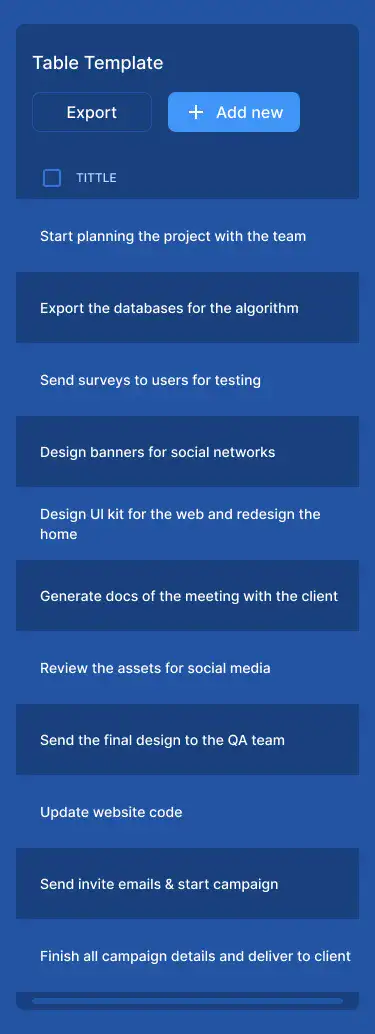 Table Template
Export
Add new
TITTLE
Start planning the project with the team
Export the databases for the algorithm
Send surveys to users for testing
Design banners for social networks
Design UI kit for the web and redesign the
home
Generate docs of the meeting with the client
Review the assets for social media
Send the final design to the QA team
Update website code
Send invite emails & start campaign
Finish all campaign details and deliver to client